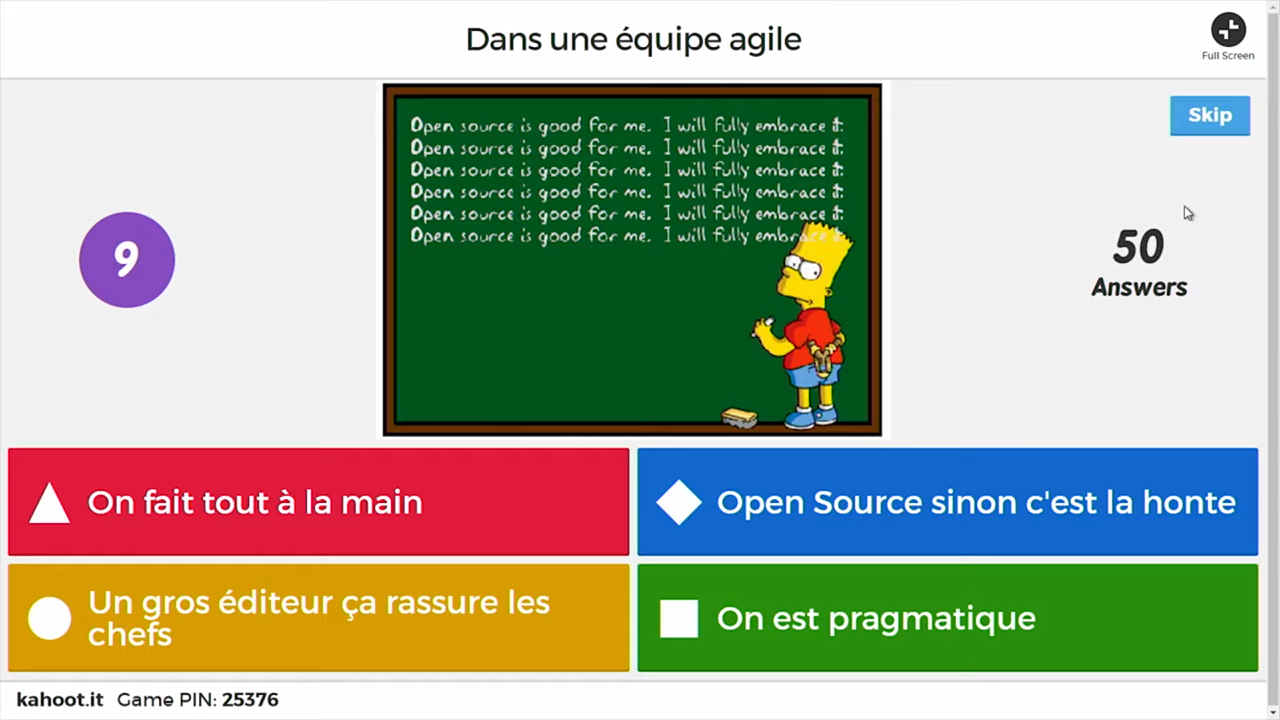 Dans une équipe agile
Full Screen
Skip
Open source is good for me. I will fully embrace it.
Open source is good for me. I will fully embrace it.
Open source is good for me. I will fully embrace it.
Open source is good for me. I will fully embrace it.
Open source is good for me. I will fully embrace it.
Open source is good for me. I will fully embrace it.
9
50
Answers
On fait tout à la main
Open Source sinon c'est la honte
Un gros éditeur ça rassure les
chefs
On est pragmatique
kahoot.it Game PIN: 25376